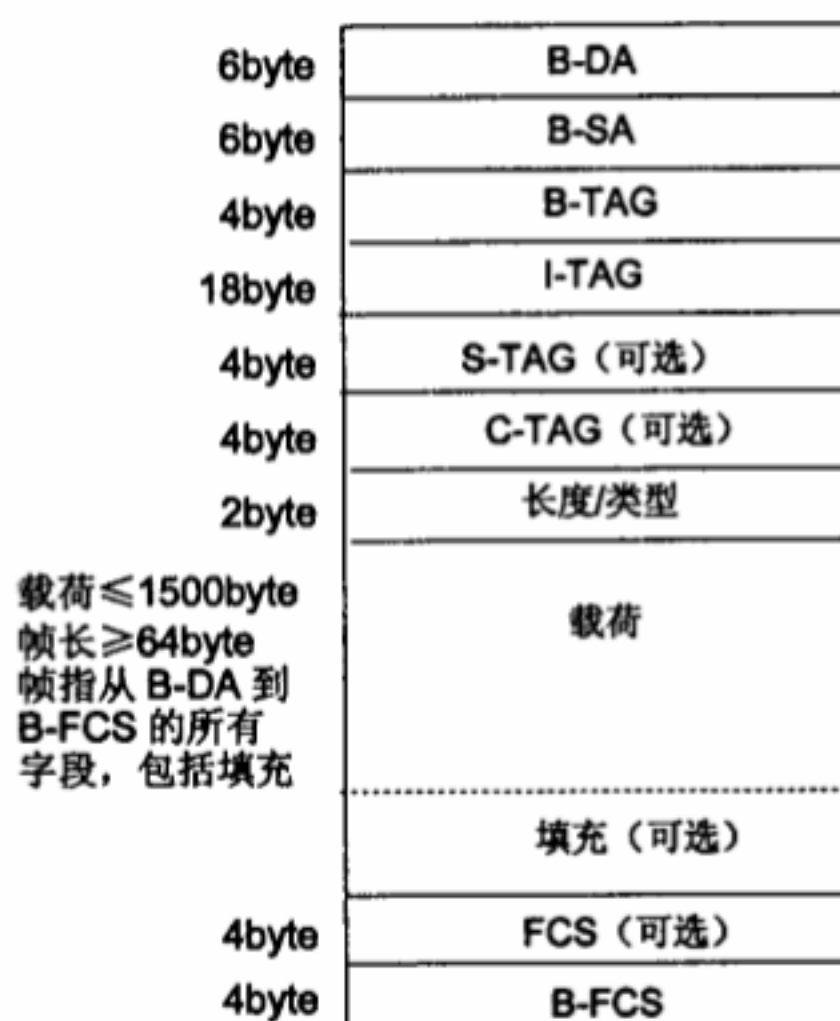 6byte B-DA
6byte B-SA
4byte B-TAG
18byte I-TAG
4byte S-TAG（可选）
4byte C-TAG（可选）
2byte 长度/类型
载荷≤1500byte
帧长≥64byte
帧指从 B-DA 到
B-FCS 的所有
字段，包括填充
载荷
填充（可选）
4byte FCS（可选）
4byte B-FCS